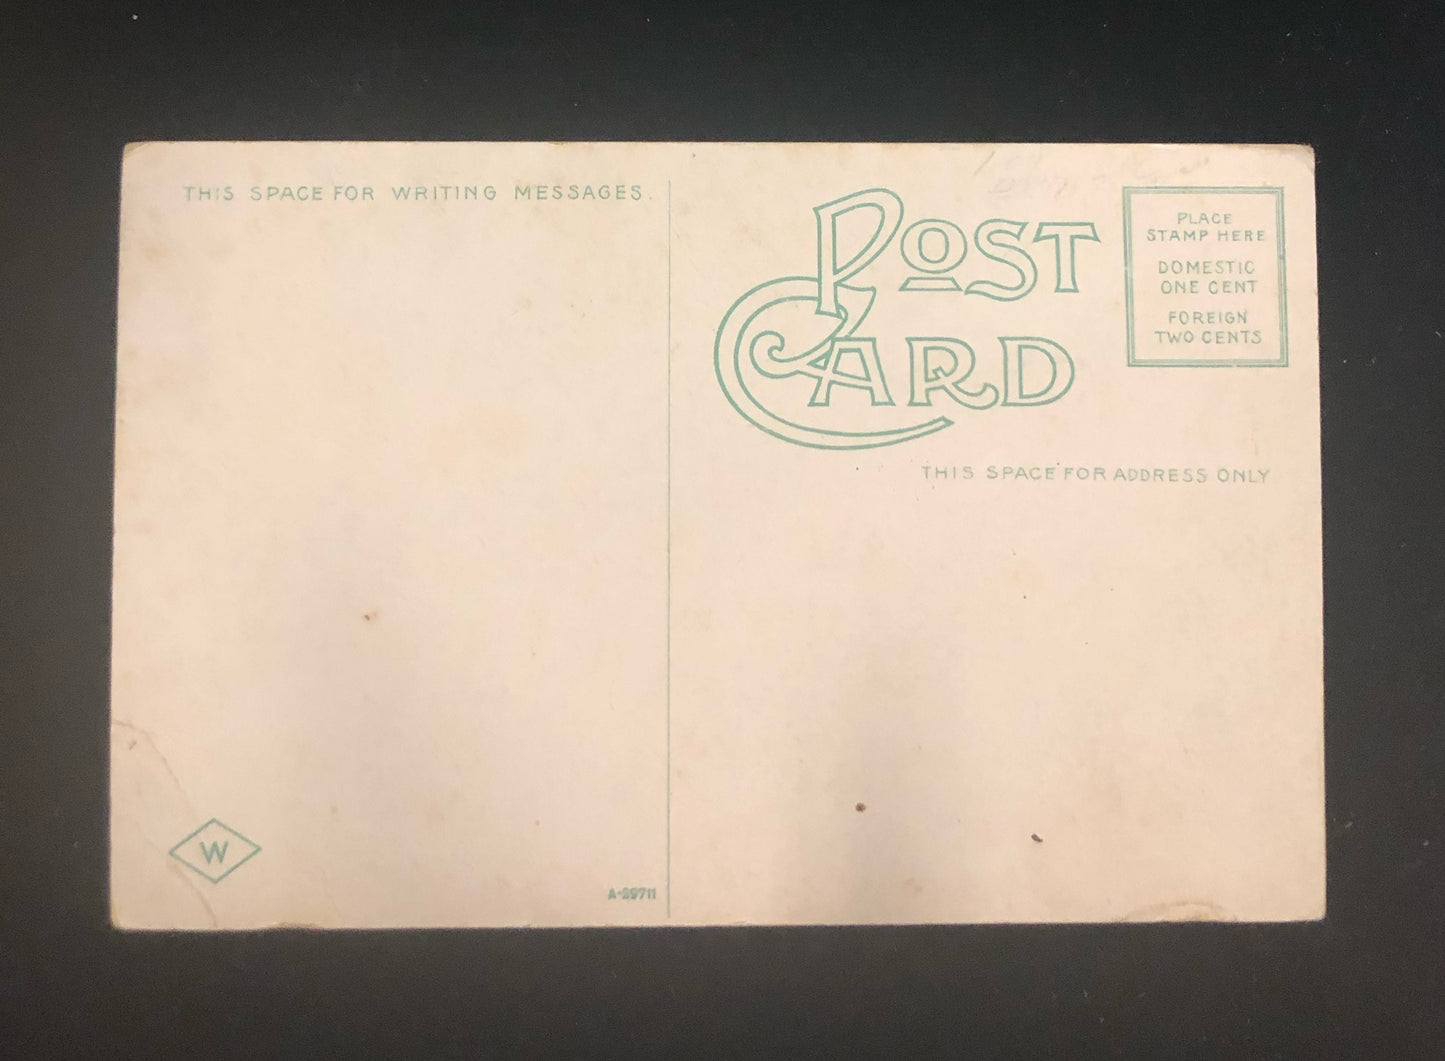 THIS SPACE FOR WRITING MESSAGES.
POST
CARD
PLACE
STAMP HERE
DOMESTIC
ONE CENT
FOREIGN
TWO CENTS
THIS SPACE FOR ADDRESS ONLY
W
A-29711